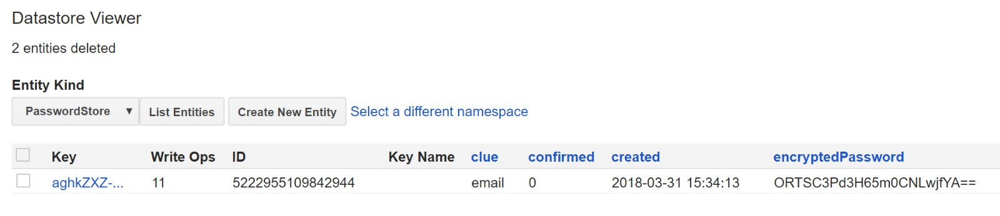 Datastore Viewer
2 entities deleted
Entity Kind
PasswordStore ▼ List Entities Create New Entity Select a different namespace
Key Write Ops ID Key Name clue confirmed created encryptedPassword
aghkZXZ-... 11 5222955109842944 email 0 2018-03-31 15:34:13 ORTSC3Pd3H65m0CNLwjfYA==